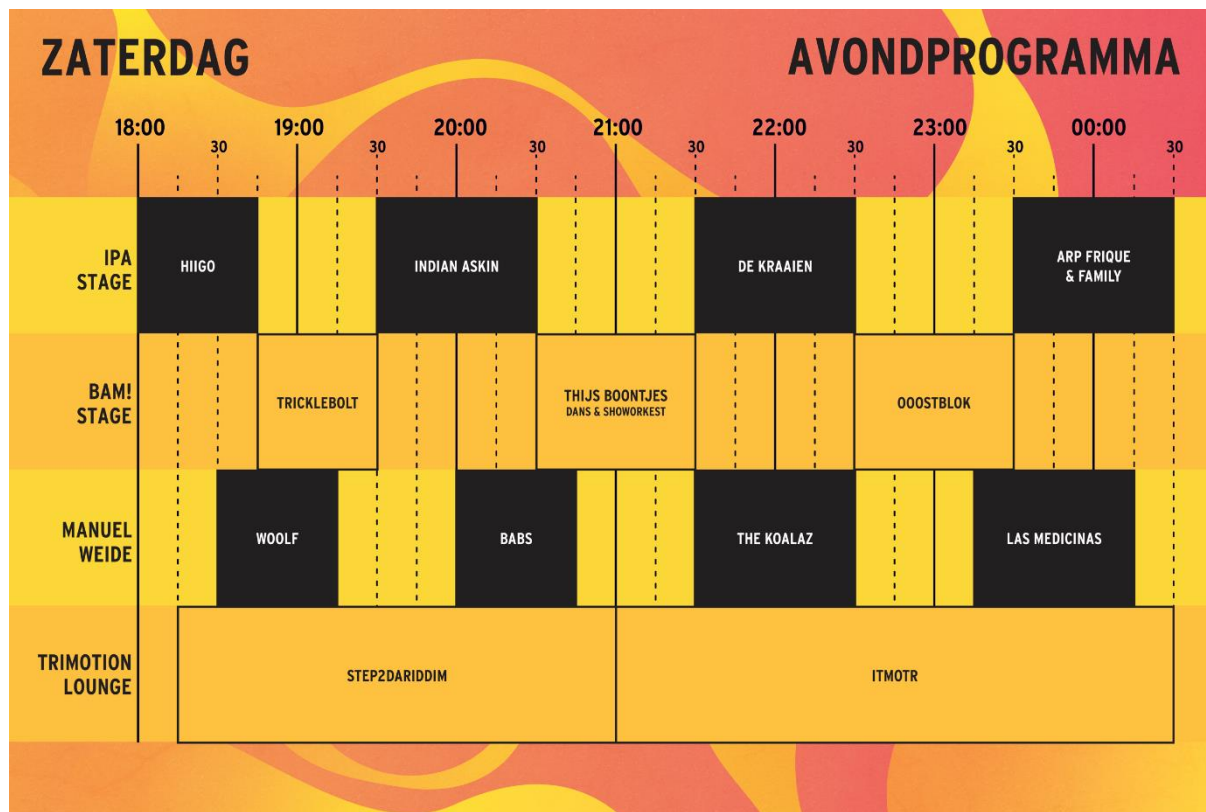 ZATERDAG
AVONDPROGRAMMA
18:00 19:00 20:00 21:00 22:00 23:00 00:00
30 30 30 30 30 30 30
IPA
STAGE
HIIGO
INDIAN ASKIN
DE KRAAIEN
ARP FRIQUE
& FAMILY
BAM!
STAGE
TRICKLEBOLT
THIJS BOONTJES
DANS & SHOWORKEST
OOOSTBLOK
MANUEL
WEIDE
WOOLF
BABS
THE KOALAZ
LAS MEDICINAS
TRIMOTION
LOUNGE
STEP2DARIDDIM
ITMOTR